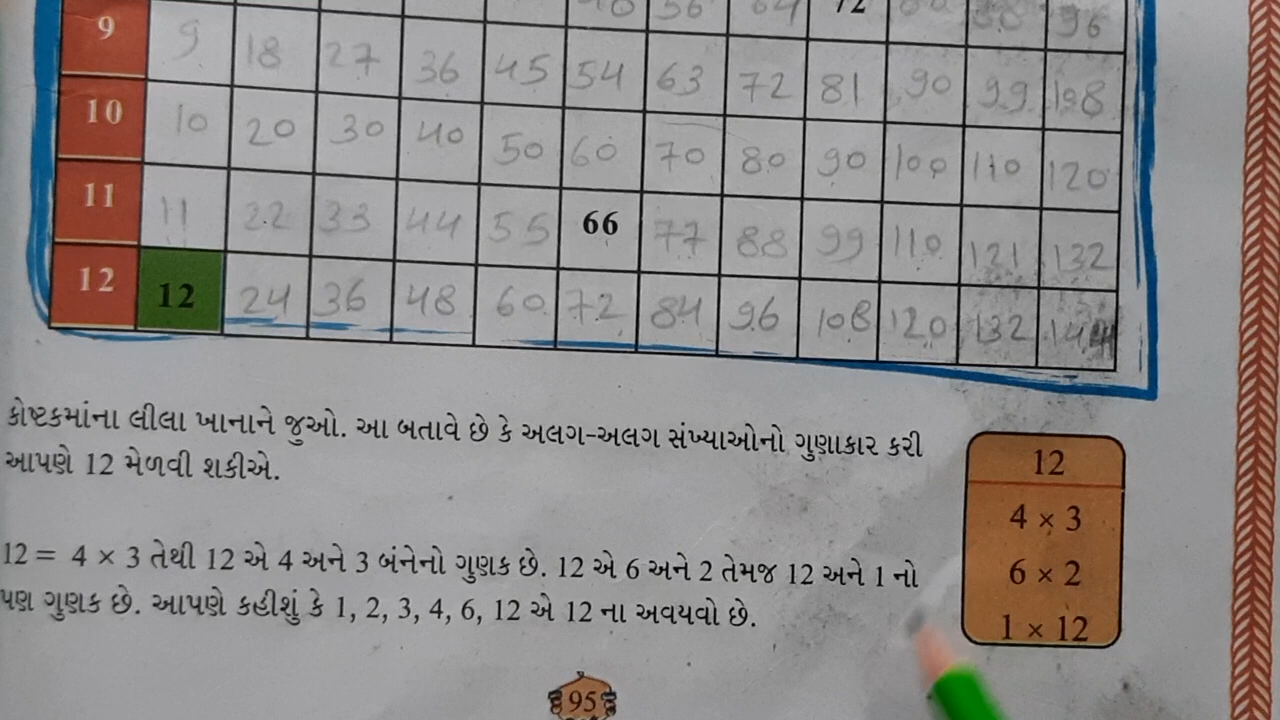 56 64 72 96
9 9 18 27 36 45 54 63 72 81 90 99 108
10 10 20 30 40 50 60 70 80 90 100 110 120
11 11 22 33 44 55 66 77 88 99 110 121 132
12 12 24 36 48 60 72 84 96 108 120 132 144
કોષ્ટકમાંના લીલા ખાનાને જુઓ. આ બતાવે છે કે અલગ-અલગ સંખ્યાઓનો ગુણાકાર કરી
આપણે 12 મેળવી શકીએ.
12 = 4 × 3 તેથી 12 એ 4 અને 3 બંનેનો ગુણક છે. 12 એ 6 અને 2 તેમજ 12 અને 1 નો
પણ ગુણક છે. આપણે કહીશું કે 1, 2, 3, 4, 6, 12 એ 12 ના અવયવો છે.
12
4 × 3
6 × 2
1 × 12
95